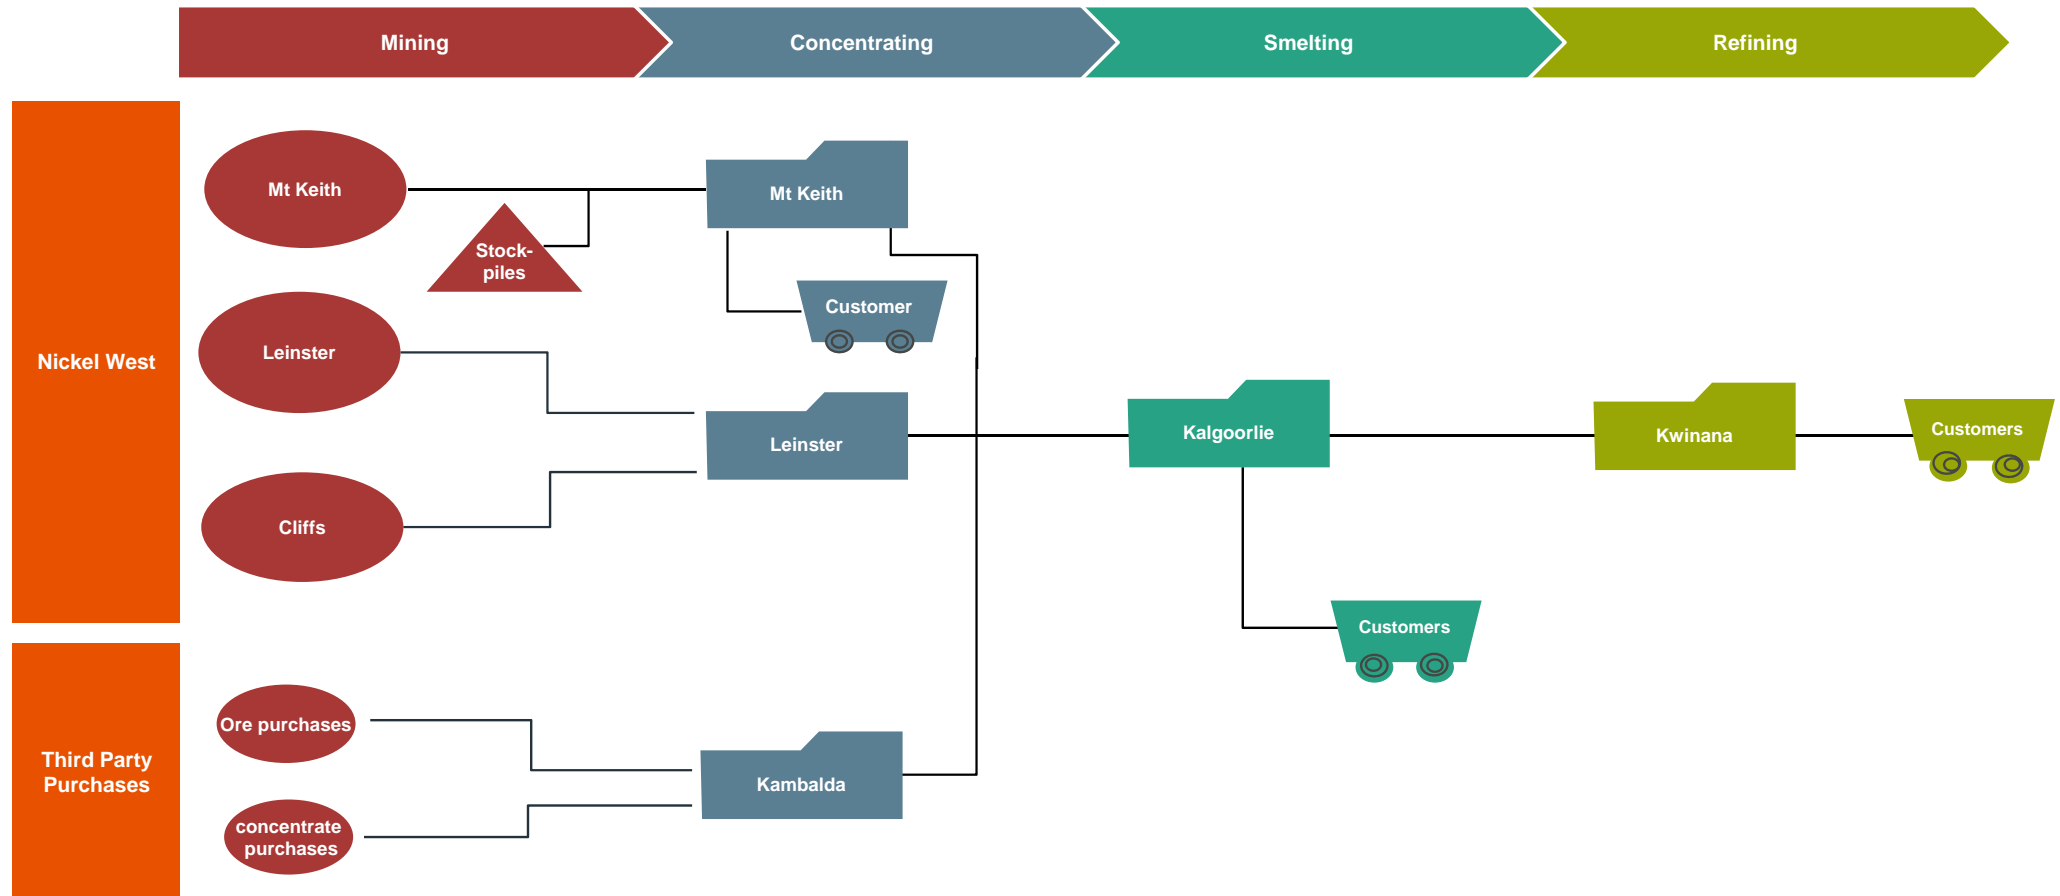 Mining
Concentrating
Smelting
Refining
Nickel West
Mt Keith
Stock-
piles
Mt Keith
Customer
Leinster
Leinster
Cliffs
Kalgoorlie
Customers
Kwinana
Customers
Third Party
Purchases
Ore purchases
concentrate
purchases
Kambalda